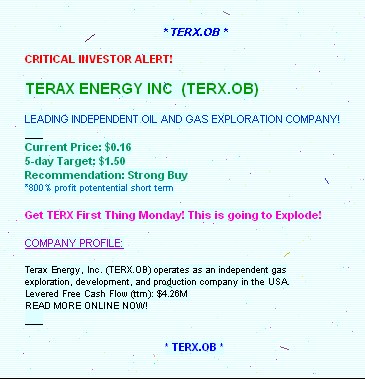 * TERX.OB *
CRITICAL INVESTOR ALERT!
TERAX ENERGY INC (TERX.OB)
LEADING INDEPENDENT OIL AND GAS EXPLORATION COMPANY!
Current Price: $0.16
5-day Target: $1.50
Recommendation: Strong Buy
*800% profit potentential short term
Get TERX First Thing Monday! This is going to Explode!
COMPANY PROFILE:
Terax Energy, Inc. (TERX.OB) operates as an independent gas
exploration, development, and production company in the USA.
Levered Free Cash Flow (ttm): $4.26M
READ MORE ONLINE NOW!
* TERX.OB *